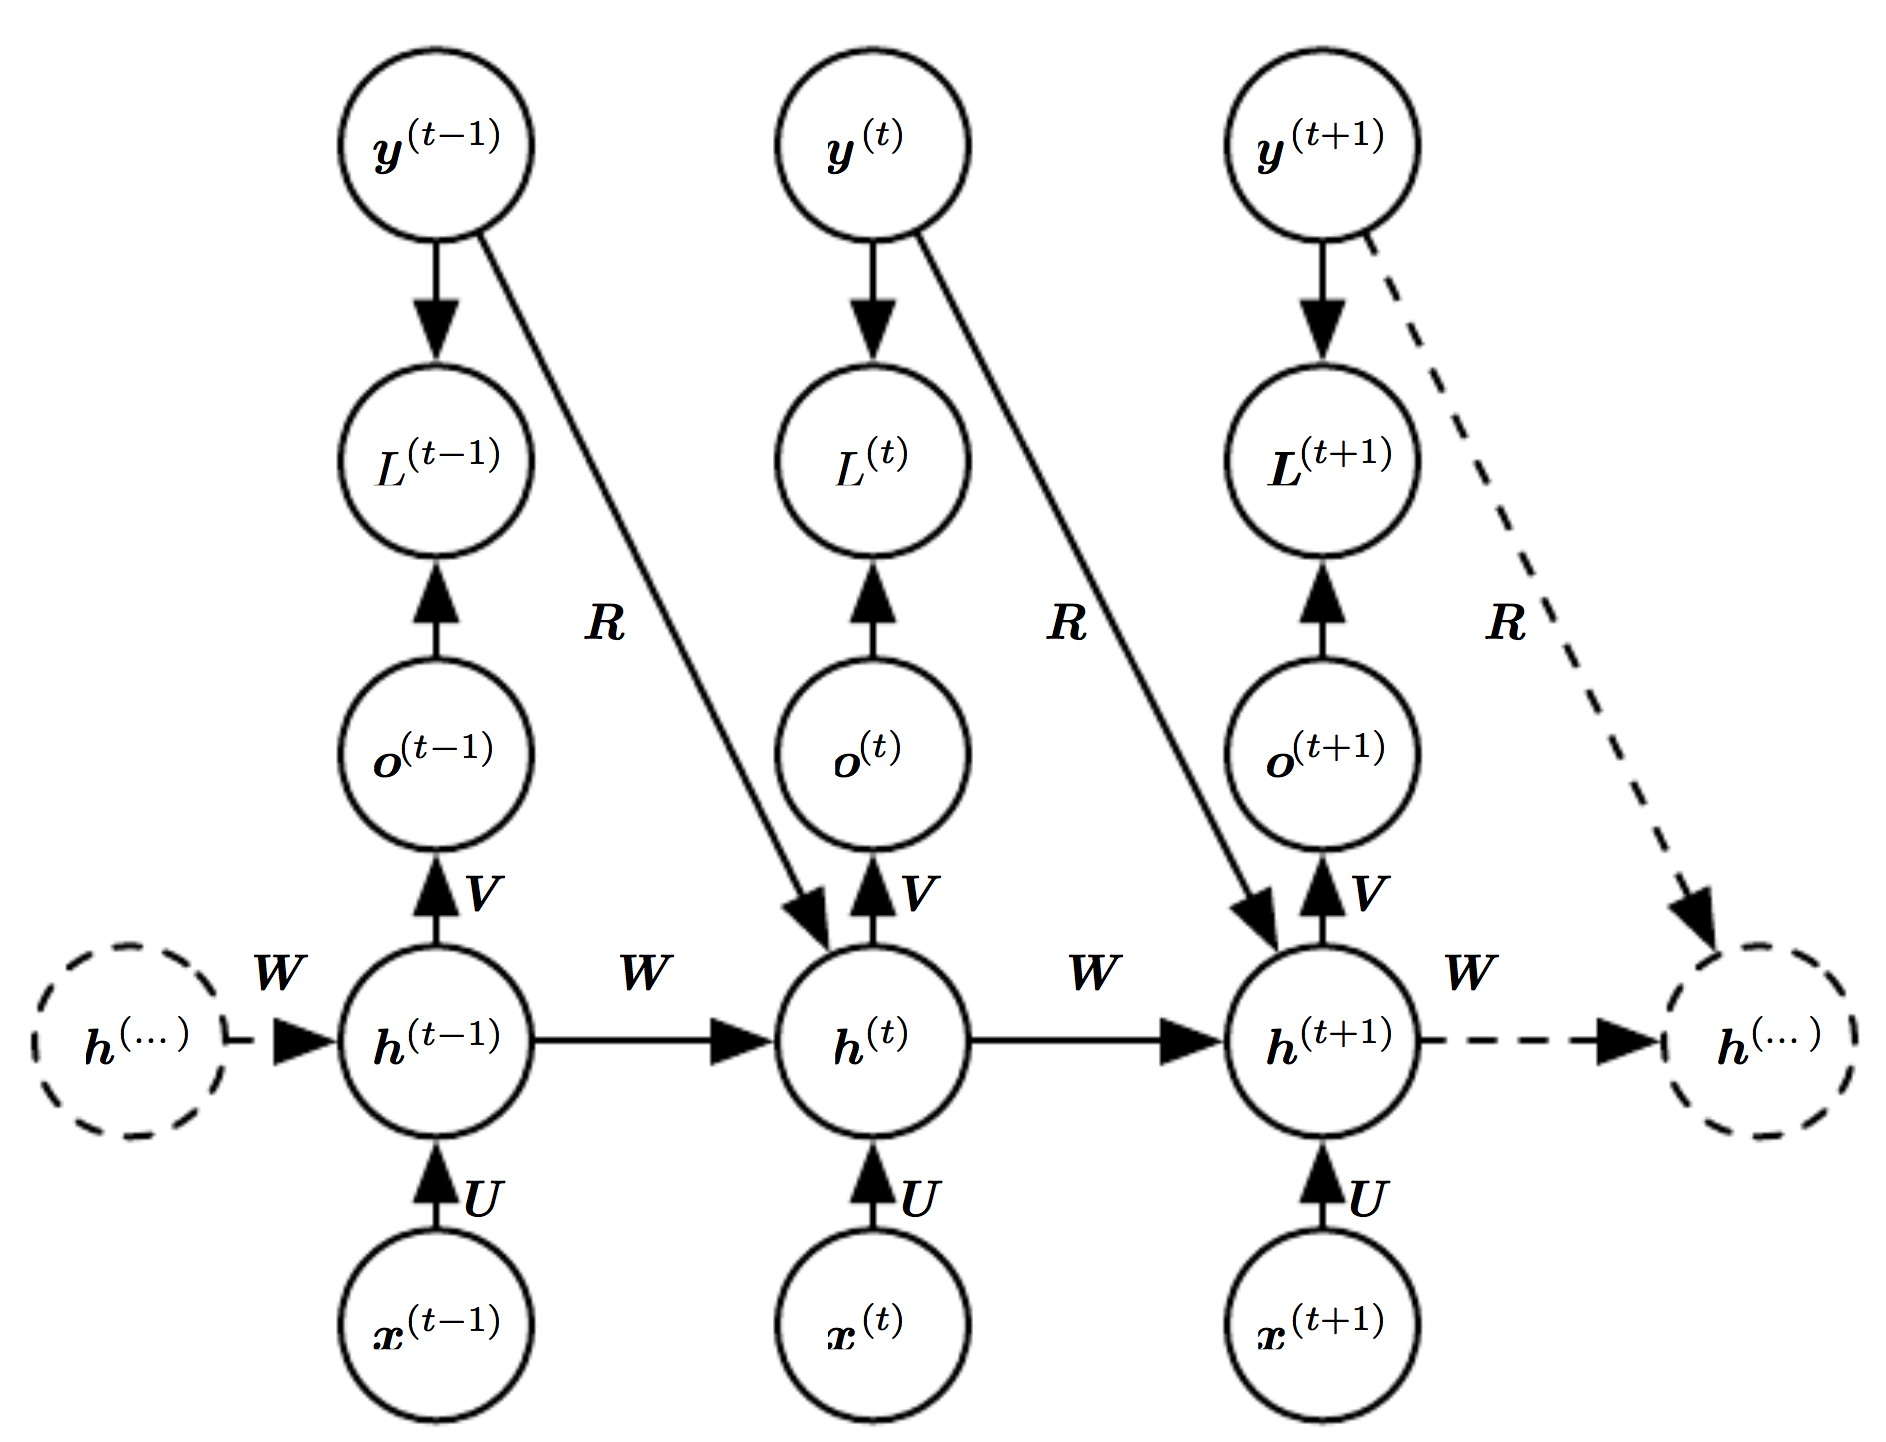 y(t−1) y(t) y(t+1)
L(t−1) L(t) L(t+1)
R R R
o(t−1) o(t) o(t+1)
V V V
W W W W
h(...) h(t−1) h(t) h(t+1) h(...)
U U U
x(t−1) x(t) x(t+1)